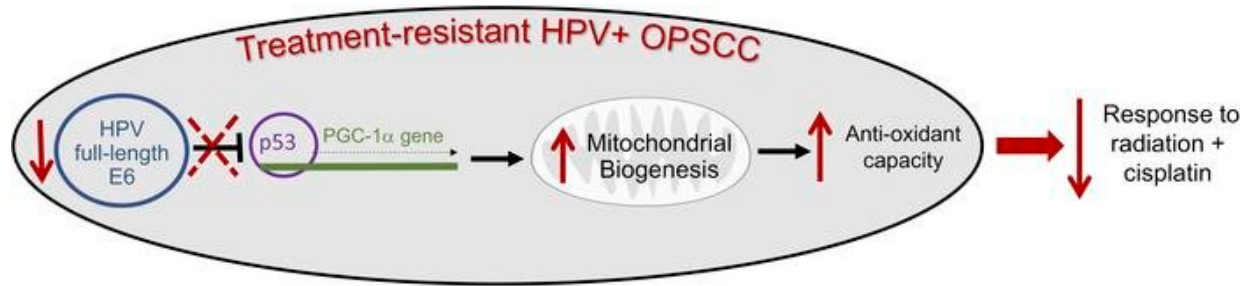 Treatment-resistant HPV+ OPSCC
HPV
full-length
E6
p53
PGC-1α gene
Mitochondrial
Biogenesis
Anti-oxidant
capacity
Response to
radiation +
cisplatin